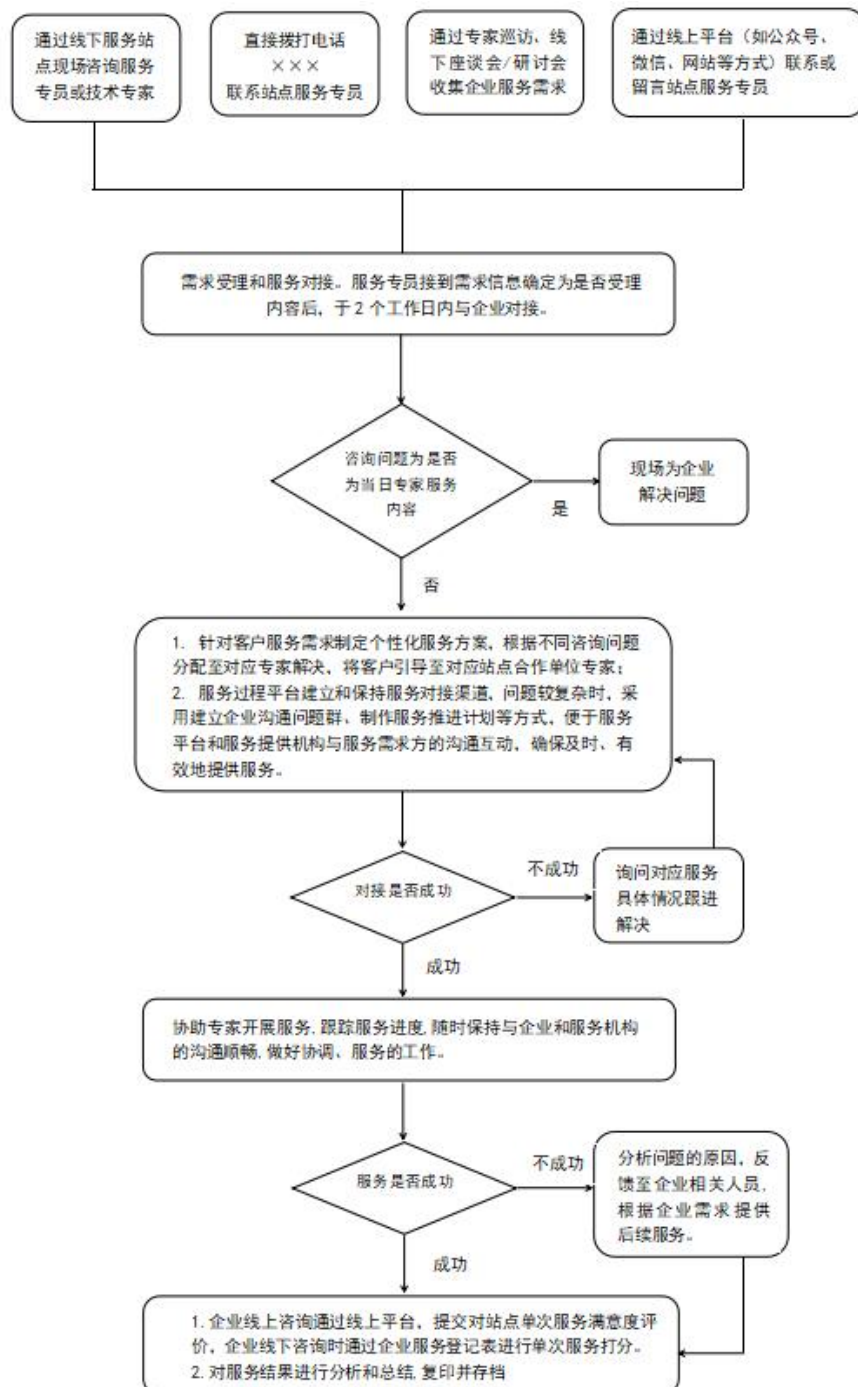 通过线下服务站
点现场咨询服务
专员或技术专家
直接拨打电话
×××
联系站点服务专员
通过专家巡访、线
下座谈会/研讨会
收集企业服务需求
通过线上平台（如公众号、
微信、网站等方式）联系或
留言站点服务专员
需求受理和服务对接。服务专员接到需求信息确定为是否受理
内容后，于 2 个工作日内与企业对接。
咨询问题为是否
为当日专家服务
内容
是
现场为企业
解决问题
否
1. 针对客户服务需求制定个性化服务方案，根据不同咨询问题
分配至对应专家解决，将客户引导至对应站点合作单位专家；
2. 服务过程平台建立和保持服务对接渠道，问题较复杂时，采
用建立企业沟通问题群、制作服务推进计划等方式，便于服务
平台和服务提供机构与服务需求方的沟通互动，确保及时、有
效地提供服务。
对接是否成功
不成功
询问对应服务
具体情况跟进
解决
成功
协助专家开展服务,跟踪服务进度,随时保持与企业和服务机构
的沟通顺畅,做好协调、服务的工作。
服务是否成功
不成功
分析问题的原因，反
馈至企业相关人员，
根据企业需求提供
后续服务。
成功
1.企业线上咨询通过线上平台，提交对站点单次服务满意度评
价，企业线下咨询时通过企业服务登记表进行单次服务打分。
2.对服务结果进行分析和总结,复印并存档